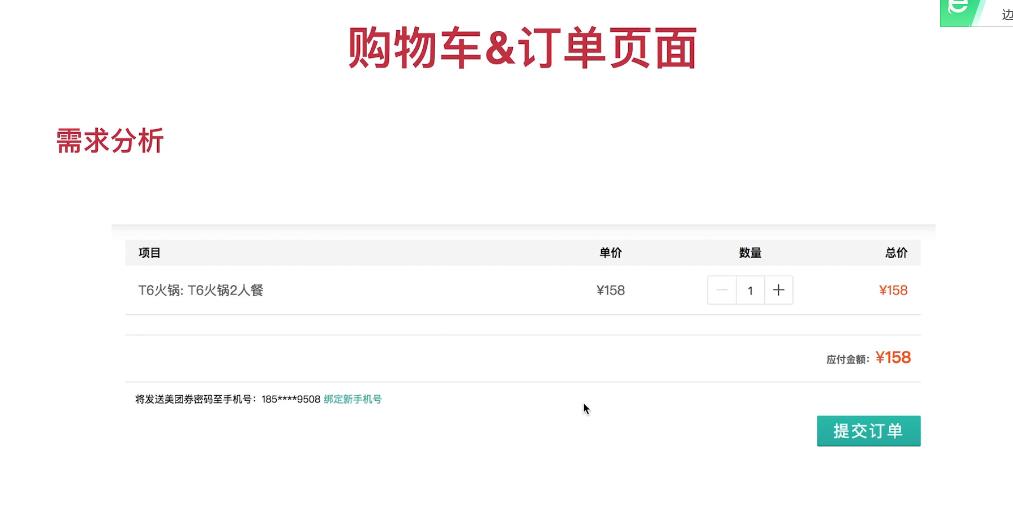 边
购物车&订单页面
需求分析
项目 单价 数量 总价
T6火锅: T6火锅2人餐 ¥158 － 1 ＋ ¥158
应付金额: ¥158
将发送美团券密码至手机号: 185****9508 绑定新手机号
提交订单